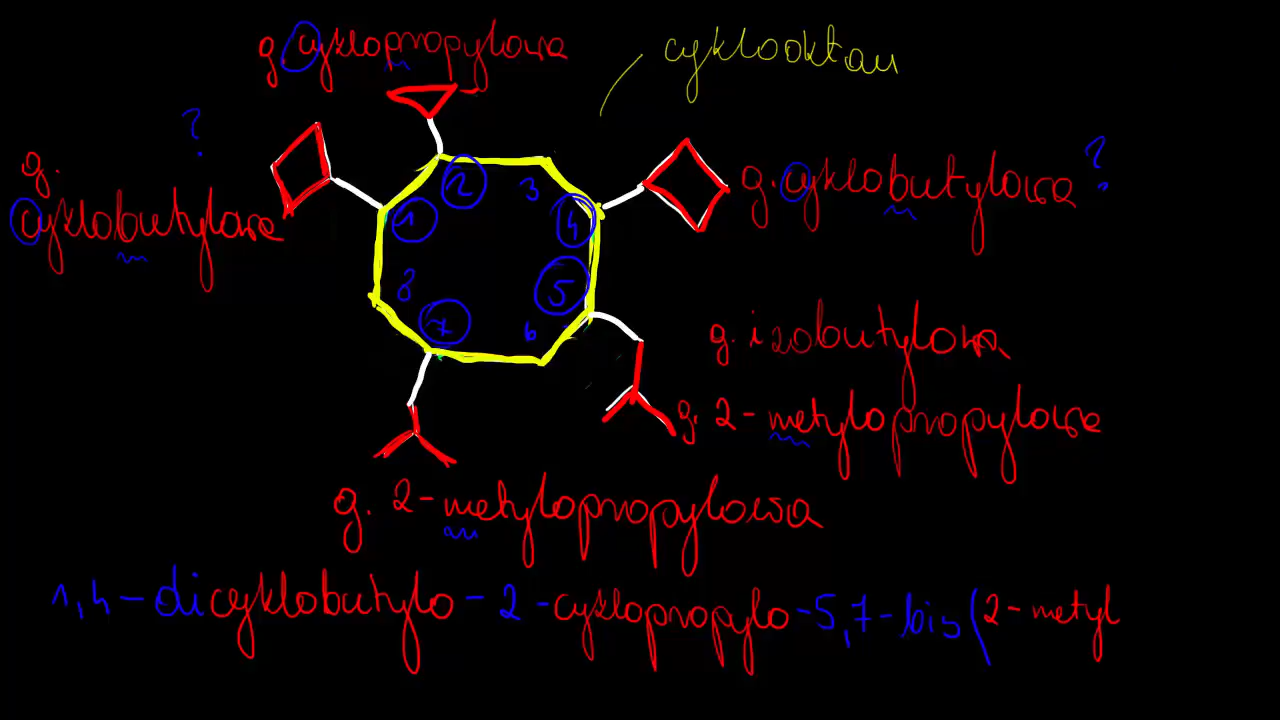 g. cyklopropylowa
cyklooktan
?
g.
cyklobutylowa
?
g. cyklobutylowa
1
2
3
4
5
6
7
8
g. izobutylowa
g. 2-metylopropylowa
g. 2-metylopropylowa
1,4-dicyklobutylo-2-cyklopropylo-5,7-bis(2-metyl